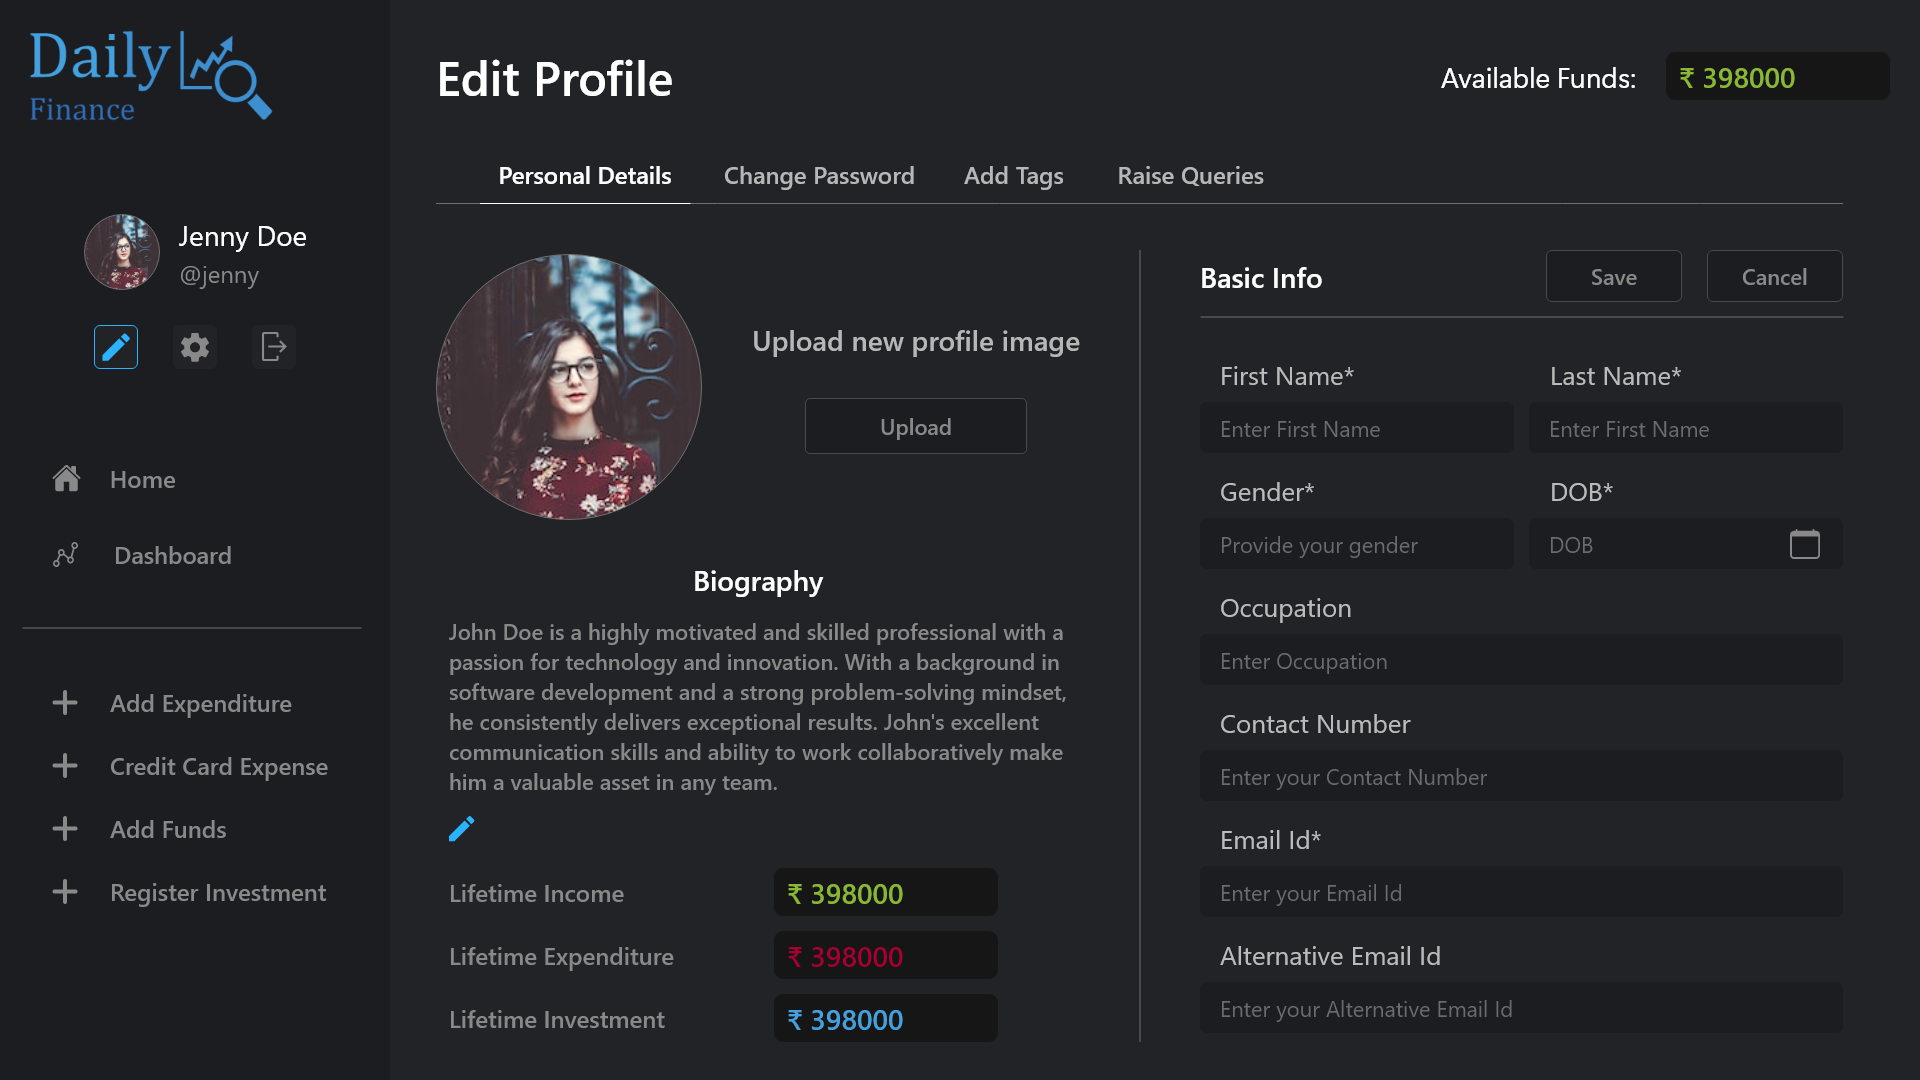 Daily
Finance
Edit Profile
Available Funds:
₹ 398000
Personal Details
Change Password
Add Tags
Raise Queries
Jenny Doe
@jenny
Home
Dashboard
Add Expenditure
Credit Card Expense
Add Funds
Register Investment
Upload new profile image
Upload
Biography
John Doe is a highly motivated and skilled professional with a
passion for technology and innovation. With a background in
software development and a strong problem-solving mindset,
he consistently delivers exceptional results. John's excellent
communication skills and ability to work collaboratively make
him a valuable asset in any team.
Lifetime Income
₹ 398000
Lifetime Expenditure
₹ 398000
Lifetime Investment
₹ 398000
Basic Info
Save
Cancel
First Name*
Enter First Name
Last Name*
Enter First Name
Gender*
Provide your gender
DOB*
DOB
Occupation
Enter Occupation
Contact Number
Enter your Contact Number
Email Id*
Enter your Email Id
Alternative Email Id
Enter your Alternative Email Id